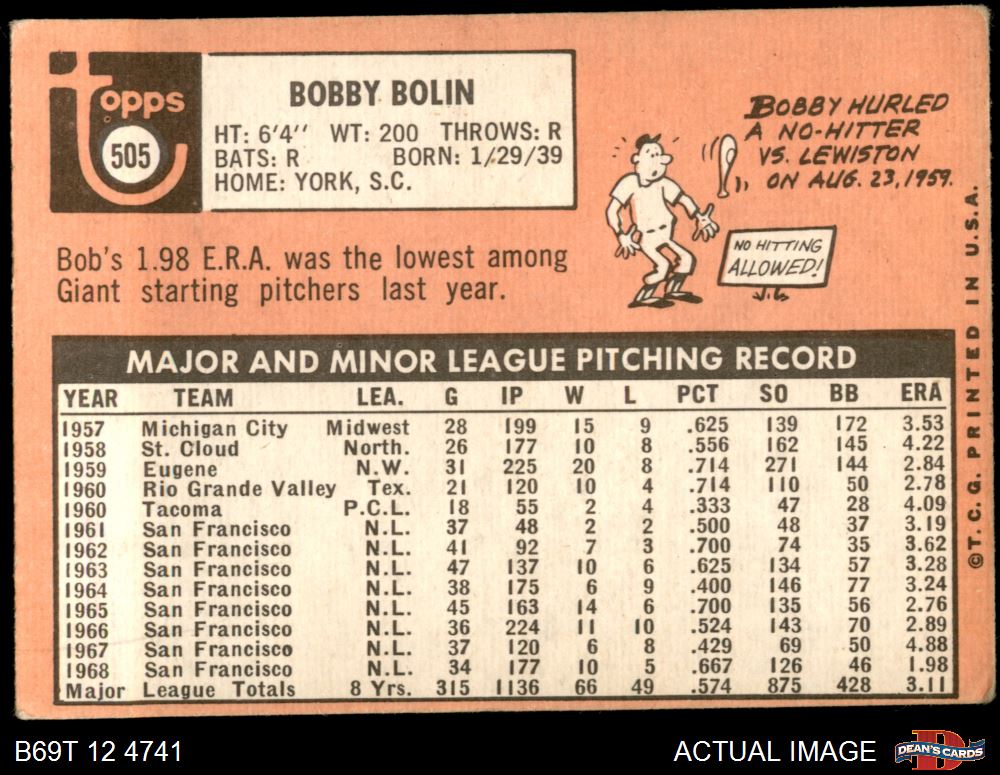 topps
505
BOBBY BOLIN
HT: 6'4" WT: 200 THROWS: R
BATS: R BORN: 1/29/39
HOME: YORK, S.C.
BOBBY HURLED
A NO-HITTER
VS. LEWISTON
ON AUG. 23, 1959.
NO HITTING
ALLOWED!
Bob's 1.98 E.R.A. was the lowest among
Giant starting pitchers last year.
MAJOR AND MINOR LEAGUE PITCHING RECORD
YEAR TEAM LEA. G IP W L PCT SO BB ERA
1957 Michigan City Midwest 28 199 15 9 .625 139 172 3.53
1958 St. Cloud North. 26 177 10 8 .556 162 145 4.22
1959 Eugene N.W. 31 225 20 8 .714 271 144 2.84
1960 Rio Grande Valley Tex. 21 120 10 4 .714 110 50 2.78
1960 Tacoma P.C.L. 18 55 2 4 .333 47 28 4.09
1961 San Francisco N.L. 37 48 2 2 .500 48 37 3.19
1962 San Francisco N.L. 41 92 7 3 .700 74 35 3.62
1963 San Francisco N.L. 47 137 10 6 .625 134 57 3.28
1964 San Francisco N.L. 38 175 6 9 .400 146 77 3.24
1965 San Francisco N.L. 45 163 14 6 .700 135 56 2.76
1966 San Francisco N.L. 36 224 11 10 .524 143 70 2.89
1967 San Francisco N.L. 37 120 6 8 .429 69 50 4.88
1968 San Francisco N.L. 34 177 10 5 .667 126 46 1.98
Major League Totals 8 Yrs. 315 1136 66 49 .574 875 428 3.11
©T.C.G. PRINTED IN U.S.A.
B69T 12 4741
ACTUAL IMAGE
DEAN'S CARDS